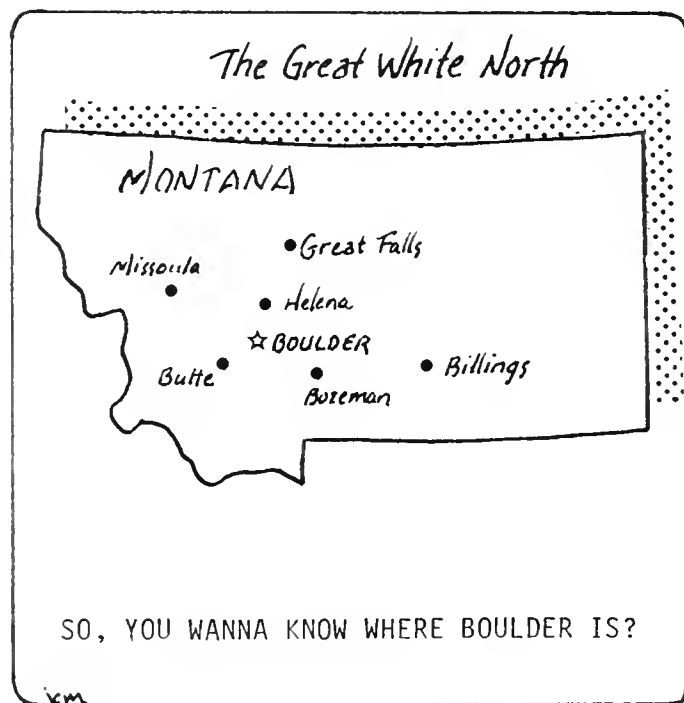 The Great White North
MONTANA
Great Falls
Missoula
Helena
BOULDER
Butte
Bozeman
Billings
SO, YOU WANNA KNOW WHERE BOULDER IS?